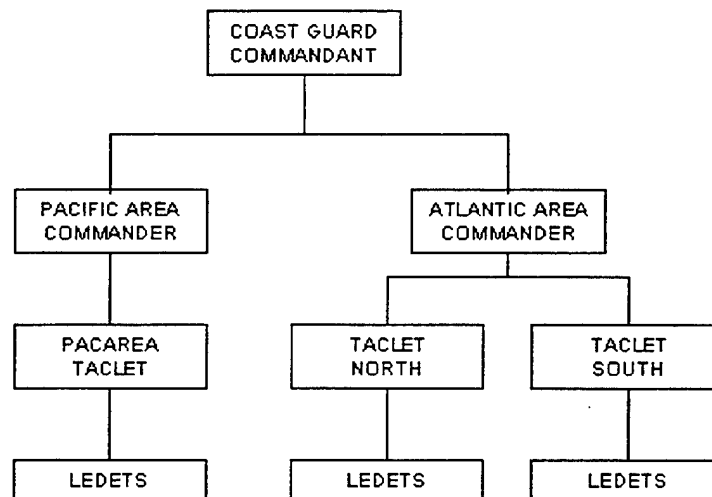 COAST GUARD
COMMANDANT
PACIFIC AREA
COMMANDER
ATLANTIC AREA
COMMANDER
PACAREA
TACLET
TACLET
NORTH
TACLET
SOUTH
LEDETS
LEDETS
LEDETS